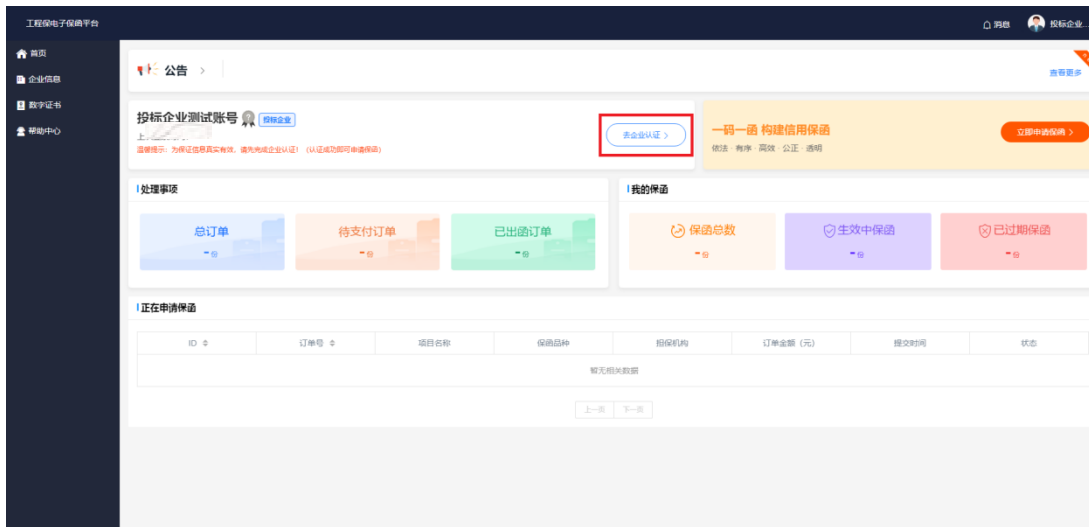 工程保电子保函平台
消息
投标企业...
首页
企业信息
数字证书
帮助中心
公告 >
查看更多
投标企业测试账号 投标企业
温馨提示：为保证信息真实有效，请先完成企业认证！（认证成功即可申请保函）
去企业认证 >
一码一函 构建信用保函
依法 · 有序 · 高效 · 公正 · 透明
立即申请保函 >
处理事项
我的保函
总订单
-份
待支付订单
-份
已出函订单
-份
保函总数
-份
生效中保函
-份
已过期保函
-份
正在申请保函
ID 订单号 项目名称 保函品种 担保机构 订单金额（元） 提交时间 状态
暂无相关数据
上一页 下一页